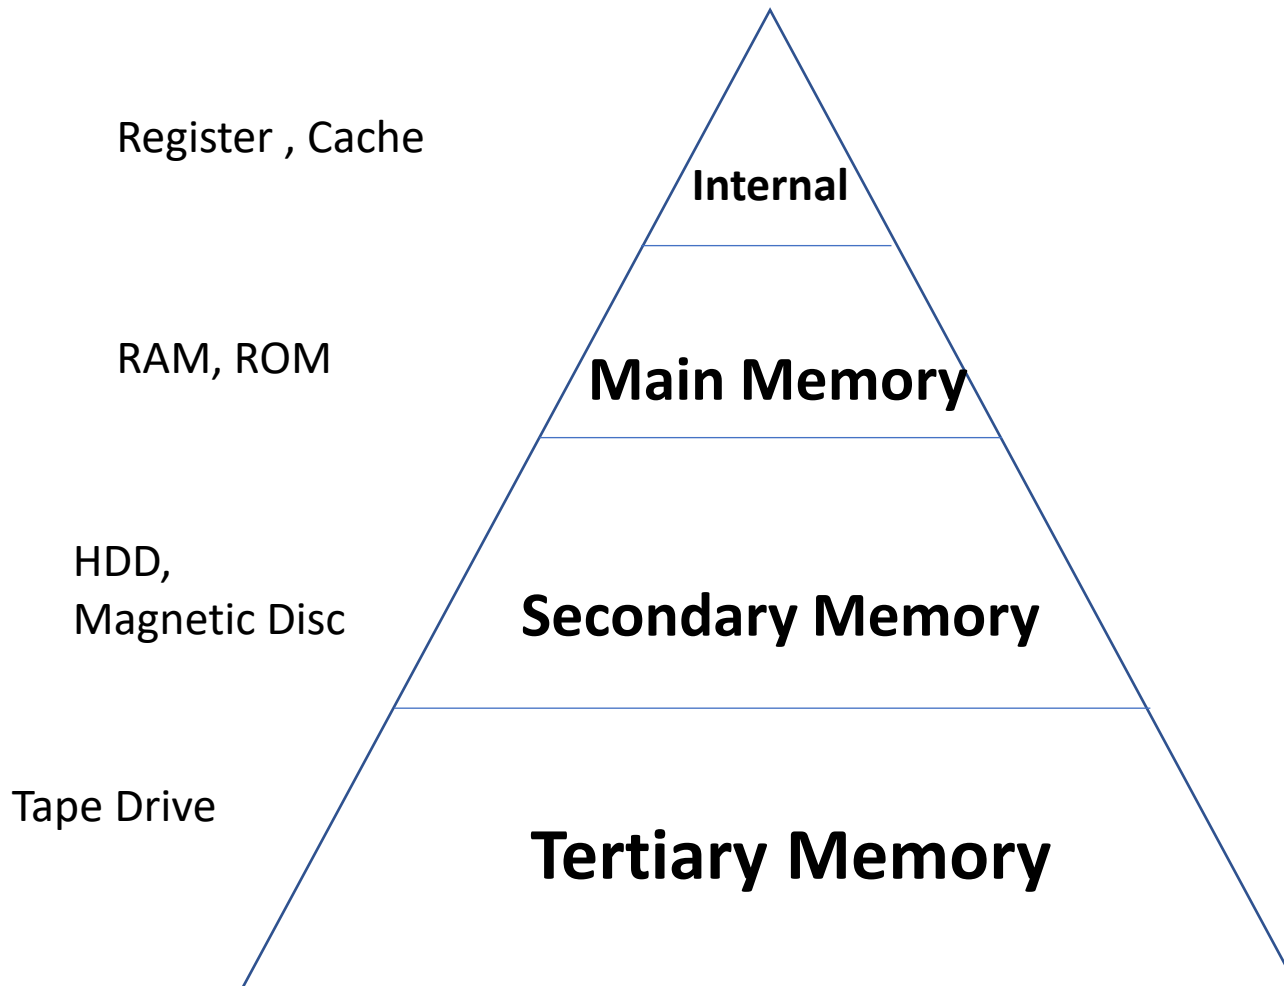 Register , Cache
Internal
RAM, ROM
Main Memory
HDD,
Magnetic Disc
Secondary Memory
Tape Drive
Tertiary Memory